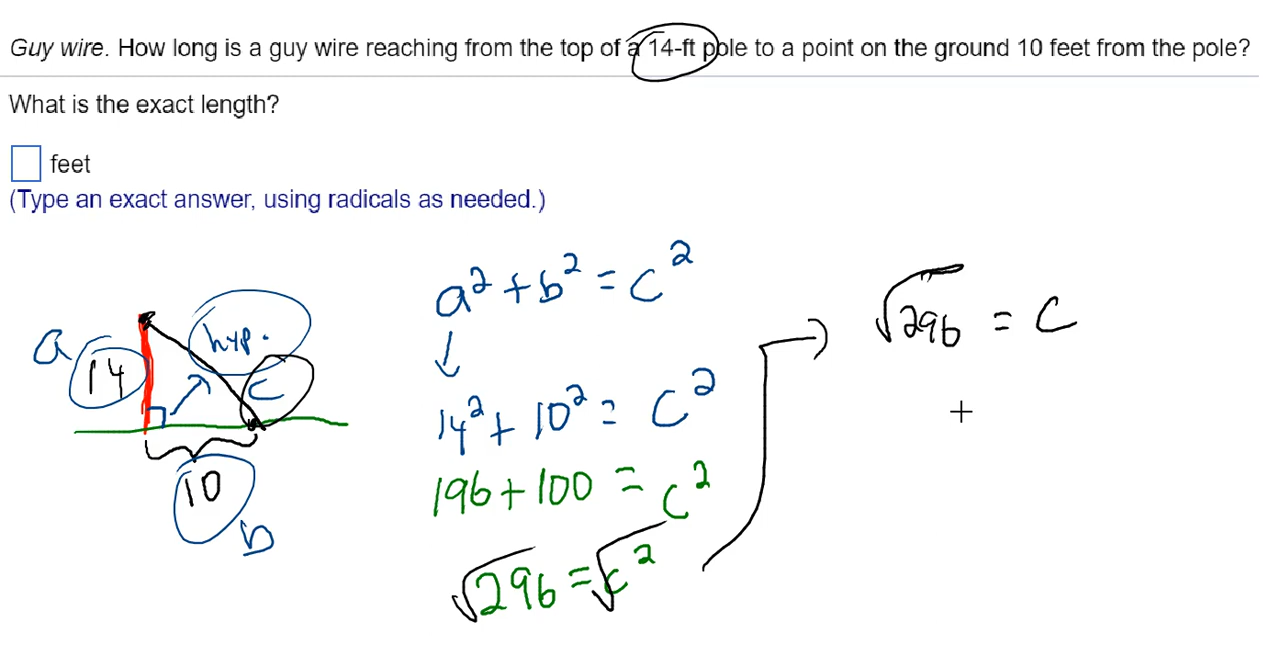 Guy wire. How long is a guy wire reaching from the top of a 14-ft pole to a point on the ground 10 feet from the pole?
What is the exact length?
feet
(Type an exact answer, using radicals as needed.)
a² + b² = c²
√296 = c
a
14
hyp.
c
14² + 10² = c²
10
b
196 + 100 = c²
√296 = √c²